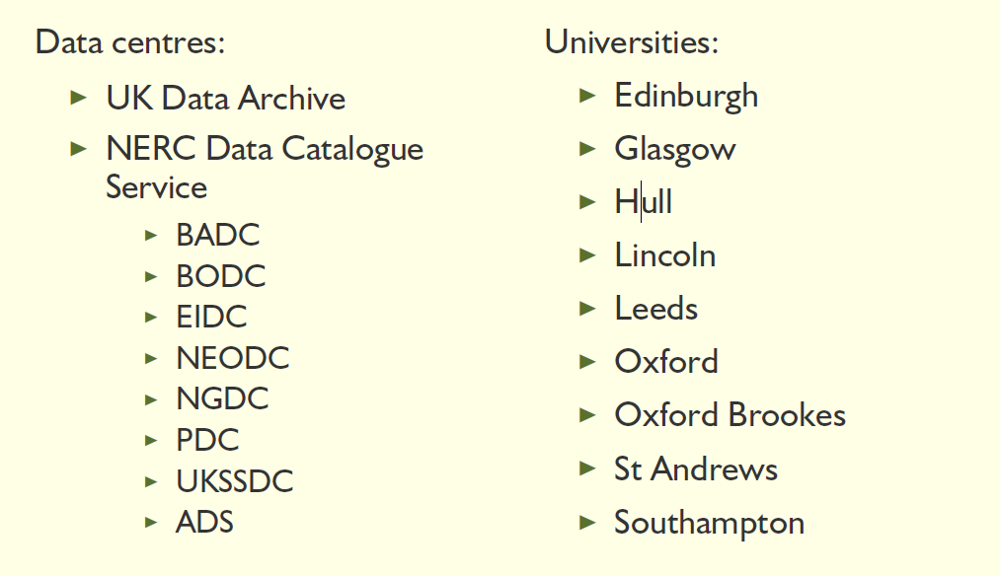 Data centres:
UK Data Archive
NERC Data Catalogue
Service
BADC
BODC
EIDC
NEODC
NGDC
PDC
UKSSDC
ADS
Universities:
Edinburgh
Glasgow
Hull
Lincoln
Leeds
Oxford
Oxford Brookes
St Andrews
Southampton